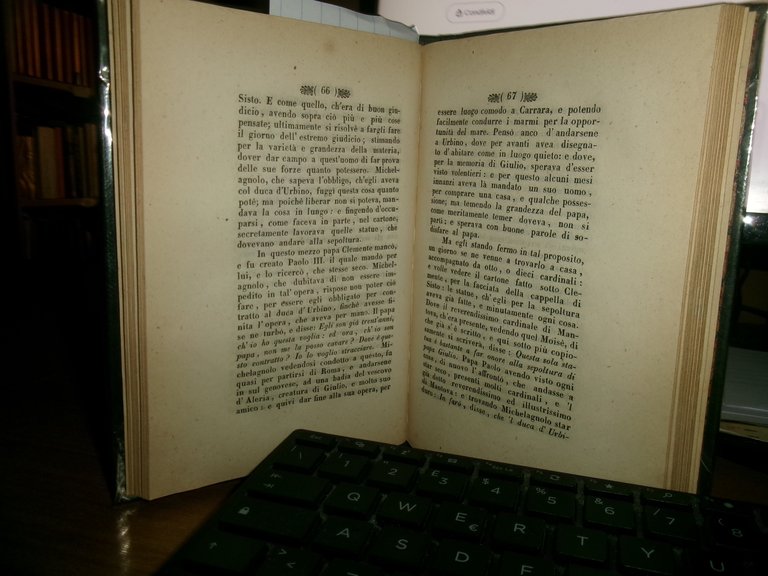 Condividi
( 66 )
Sisto. E come quello, ch'era di buon giu-
dicio, avendo sopra ciò più e più cose
pensate; ultimamente si risolvè a fargli fare
il giorno dell'estremo giudicio; stimando
per la varietà e grandezza della materia,
dover dar campo a quest'uomo di far prova
delle sue forze quanto potessero. Michel-
agnolo, che sapeva l'obbligo, ch'egli aveva
col duca d'Urbino, fuggì questa cosa quanto
potè; ma poichè liberar non si poteva, man-
dava la cosa in lungo: e fingendo d'occu-
parsi, come faceva in parte, nel cartone,
secretamente lavorava quelle statue, che
dovevano andare alla sepoltura.
In questo mezzo papa Clemente mancò,
e fu creato Paolo III. il quale mandò per
lui, e lo ricercò, che stesse seco. Michel-
agnolo, che dubitava di non essere im-
pedito in tal'opera, rispose non poter ciò
fare, per essere egli obbligato per con-
tratto al duca d'Urbino, finchè avesse fi-
nita l'opera, che aveva per mano. Il papa
se ne turbò, e disse: Egli son già trent'anni,
ch'io ho questa voglia: ed ora, ch'io son
papa, non me la posso cavare? Dove è que-
sto contratto? Io lo voglio stracciare. Mi-
chelagnolo vedendosi condotto a questo, fu
quasi per partirsi di Roma, e andarsene
in sul genovese, ad una badia del vescovo
d'Aleria, creatura di Giulio, e molto suo
amico: e quivi dar fine alla sua opera, per
( 67 )
essere luogo comodo a Carrara, e potendo
facilmente condurre i marmi per la oppor-
tunità del mare. Pensò anco d'andarsene
a Urbino, dove per avanti avea disegna-
to d'abitare come in luogo quieto: e dove,
per la memoria di Giulio, sperava d'esser
visto volentieri: e per questo alcuni mesi
innanzi aveva là mandato un suo uomo,
per comprare una casa, e qualche posses-
sione; ma temendo la grandezza del papa,
come meritamente temer doveva, non si
partì; e sperava con buone parole di so-
disfare al papa.
Ma egli stando fermo in tal proposito,
un giorno se ne venne a trovarlo a casa,
accompagnato da otto, o dieci cardinali:
e volle vedere il cartone fatto sotto Cle-
mente, per la facciata della cappella di
Sisto: le statue, ch'egli per la sepoltura
aveva già fatte, e minutamente ogni cosa.
Dove il reverendissimo cardinale di Man-
tova, ch'era presente, vedendo quel Moisè, di
che già s'è scritto, e qui sotto più copio-
samente si scriverà, disse: Questa sola sta-
tua è bastante a far onore alla sepoltura di
papa Giulio. Papa Paolo avendo visto ogni
cosa, di nuovo l'affrontò, che andasse a
star seco, presenti molti cardinali, e 'l
già detto reverendissimo ed illustrissimo
di Mantova: e trovando Michelagnolo star
duro: Io farò, disse, che 'l duca d'Urbi-
\ ! " £ $ % & / (
1 2 3 4 5 6 7 8
Q W E € R T Y U
A S D F